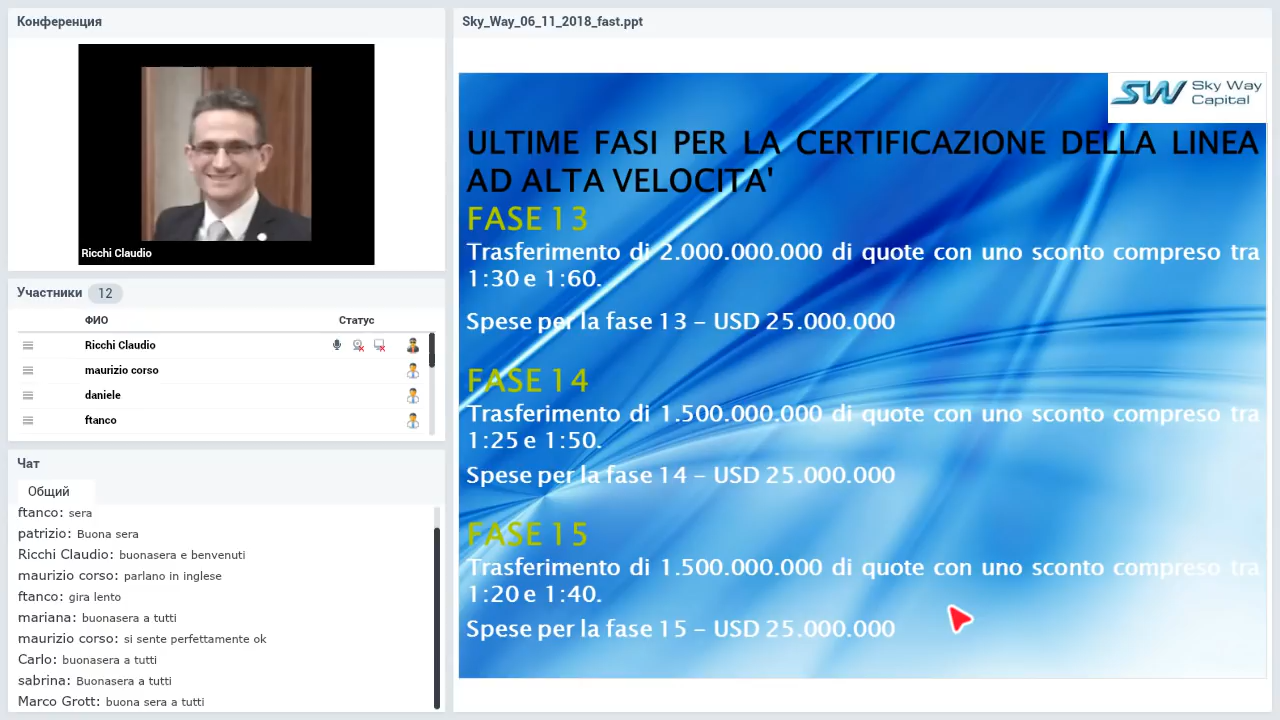 Конференция
Ricchi Claudio
Участники 12
ФИО Статус
Ricchi Claudio
maurizio corso
daniele
ftanco
Чат
Общий
ftanco: sera
patrizio: Buona sera
Ricchi Claudio: buonasera e benvenuti
maurizio corso: parlano in inglese
ftanco: gira lento
mariana: buonasera a tutti
maurizio corso: si sente perfettamente ok
Carlo: buonasera a tutti
sabrina: Buonasera a tutti
Marco Grott: buona sera a tutti
Sky_Way_06_11_2018_fast.ppt
SW Sky Way
Capital
ULTIME FASI PER LA CERTIFICAZIONE DELLA LINEA
AD ALTA VELOCITA'
FASE 13
Trasferimento di 2.000.000.000 di quote con uno sconto compreso tra
1:30 e 1:60.
Spese per la fase 13 – USD 25.000.000
FASE 14
Trasferimento di 1.500.000.000 di quote con uno sconto compreso tra
1:25 e 1:50.
Spese per la fase 14 – USD 25.000.000
FASE 15
Trasferimento di 1.500.000.000 di quote con uno sconto compreso tra
1:20 e 1:40.
Spese per la fase 15 – USD 25.000.000